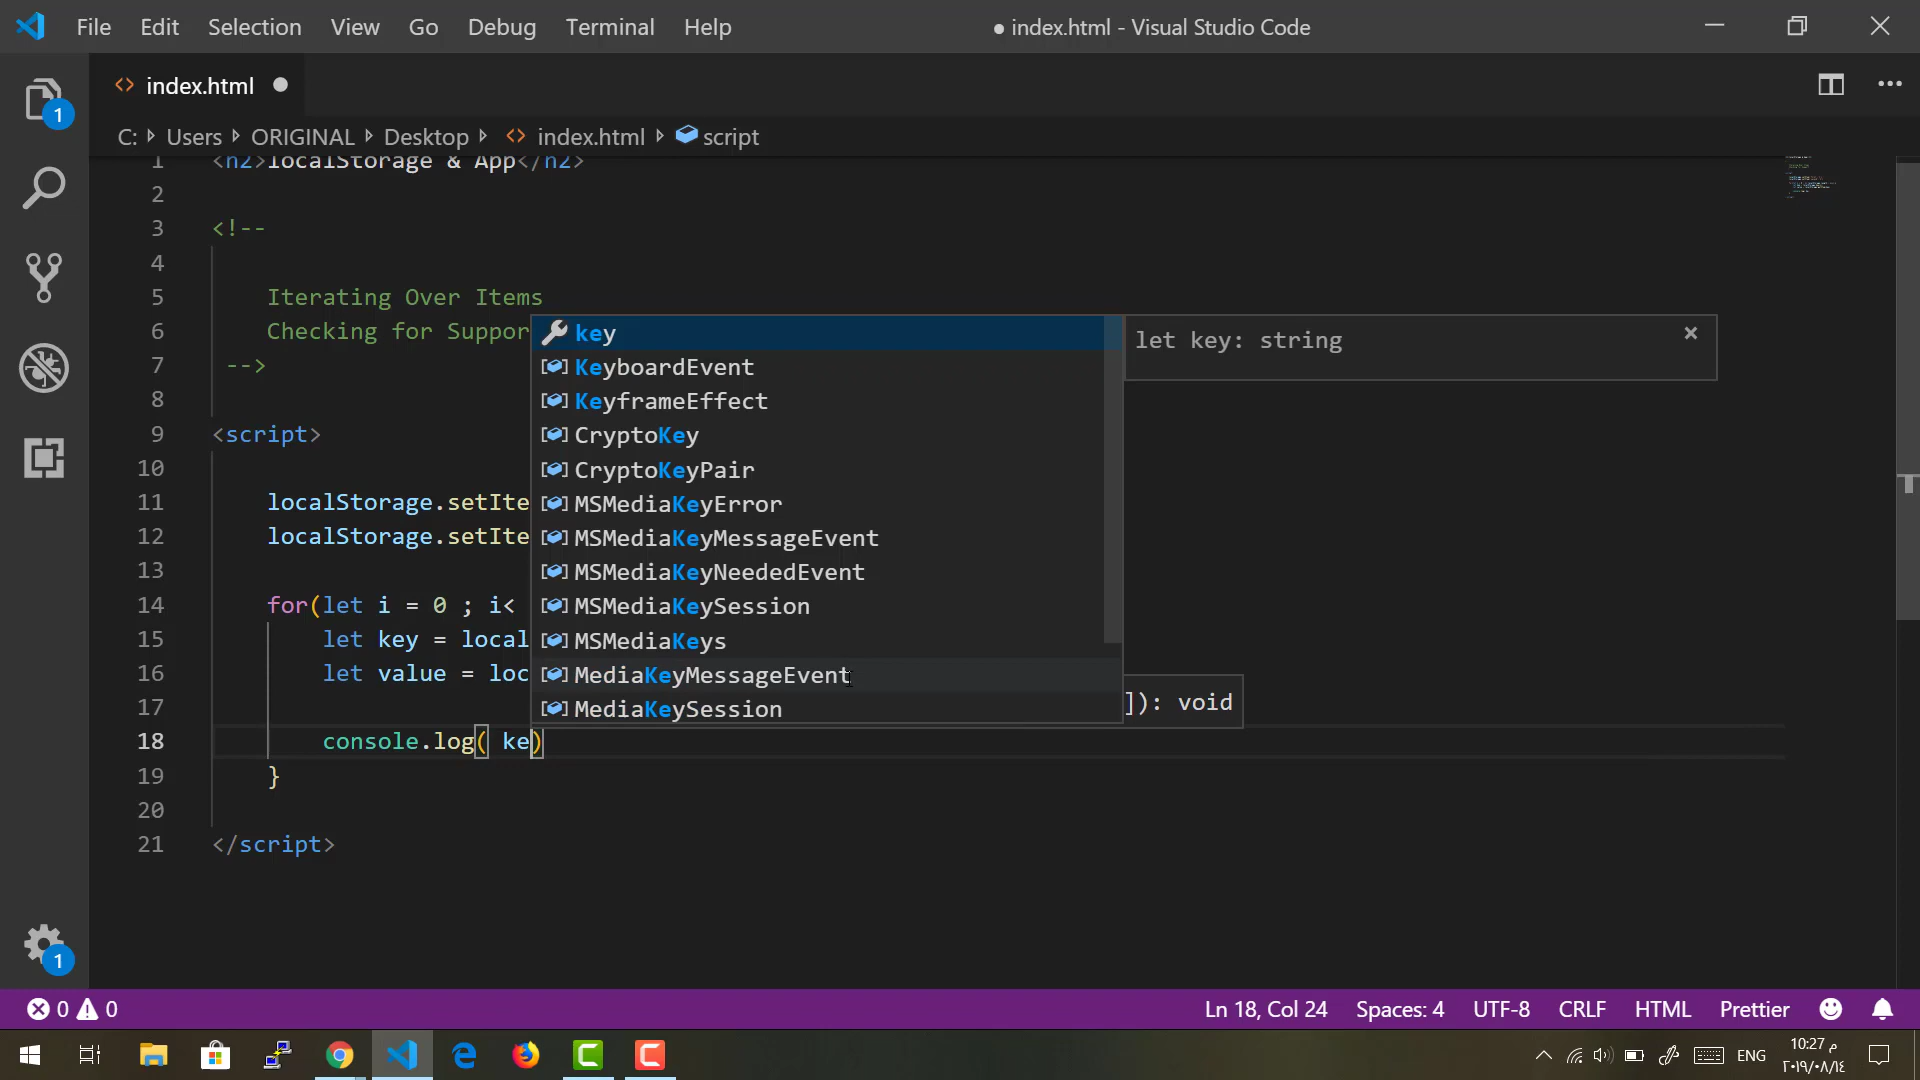 File Edit Selection View Go Debug Terminal Help
● index.html - Visual Studio Code
index.html
C: Users ORIGINAL Desktop index.html script
1 <h2>localStorage & App</h2>
2
3 <!--
4
5 Iterating Over Items
6 Checking for Suppor
7 -->
8
9 <script>
10
11 localStorage.setIte
12 localStorage.setIte
13
14 for(let i = 0 ; i<
15 let key = local
16 let value = loc
17
18 console.log( ke)
19 }
20
21 </script>
key
KeyboardEvent
KeyframeEffect
CryptoKey
CryptoKeyPair
MSMediaKeyError
MSMediaKeyMessageEvent
MSMediaKeyNeededEvent
MSMediaKeySession
MSMediaKeys
MediaKeyMessageEvent
MediaKeySession
let key: string
]): void
1
1
0 0
Ln 18, Col 24 Spaces: 4 UTF-8 CRLF HTML Prettier
ENG
10:27 م
٢٠١٩/٠٨/١٤